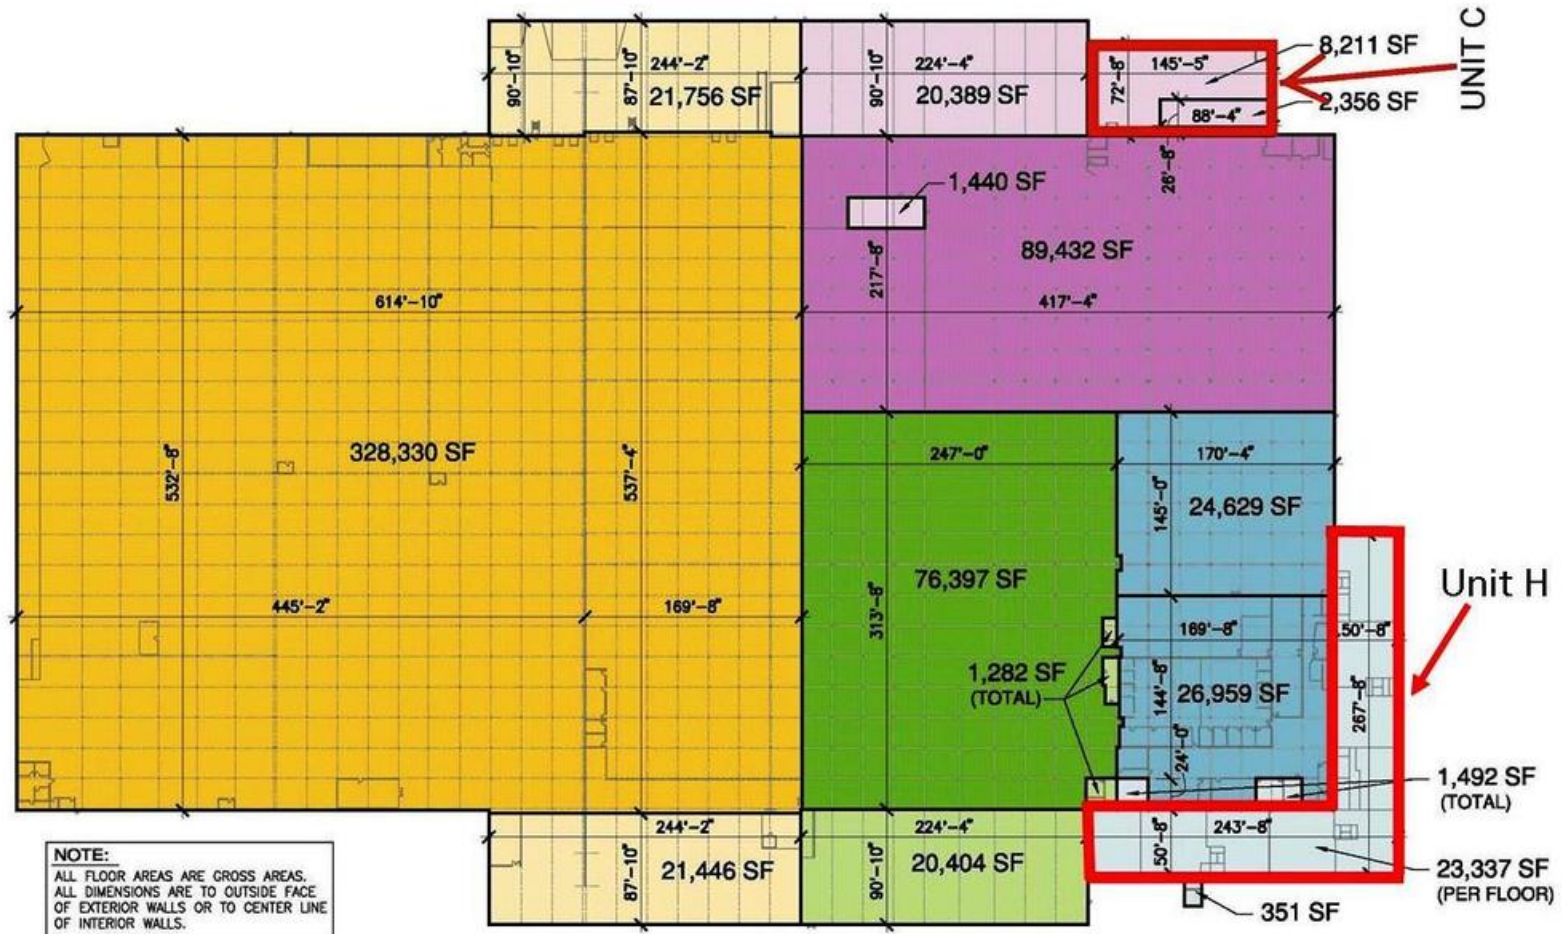 UNIT C
8,211 SF
2,356 SF
90'-10"
87'-10"
244'-2"
21,756 SF
90'-10"
224'-4"
20,389 SF
72'-8"
145'-5"
88'-4"
26'-8"
1,440 SF
89,432 SF
217'-8"
417'-4"
614'-10"
328,330 SF
532'-8"
537'-4"
445'-2"
169'-8"
247'-0"
76,397 SF
313'-8"
170'-4"
145'-0"
24,629 SF
Unit H
169'-8"
50'-8"
1,282 SF
(TOTAL)
144'-8"
26,959 SF
267'-8"
24'-0"
1,492 SF
(TOTAL)
244'-2"
87'-10"
21,446 SF
224'-4"
90'-10"
20,404 SF
50'-8"
243'-8"
23,337 SF
(PER FLOOR)
351 SF
NOTE:
ALL FLOOR AREAS ARE GROSS AREAS.
ALL DIMENSIONS ARE TO OUTSIDE FACE
OF EXTERIOR WALLS OR TO CENTER LINE
OF INTERIOR WALLS.